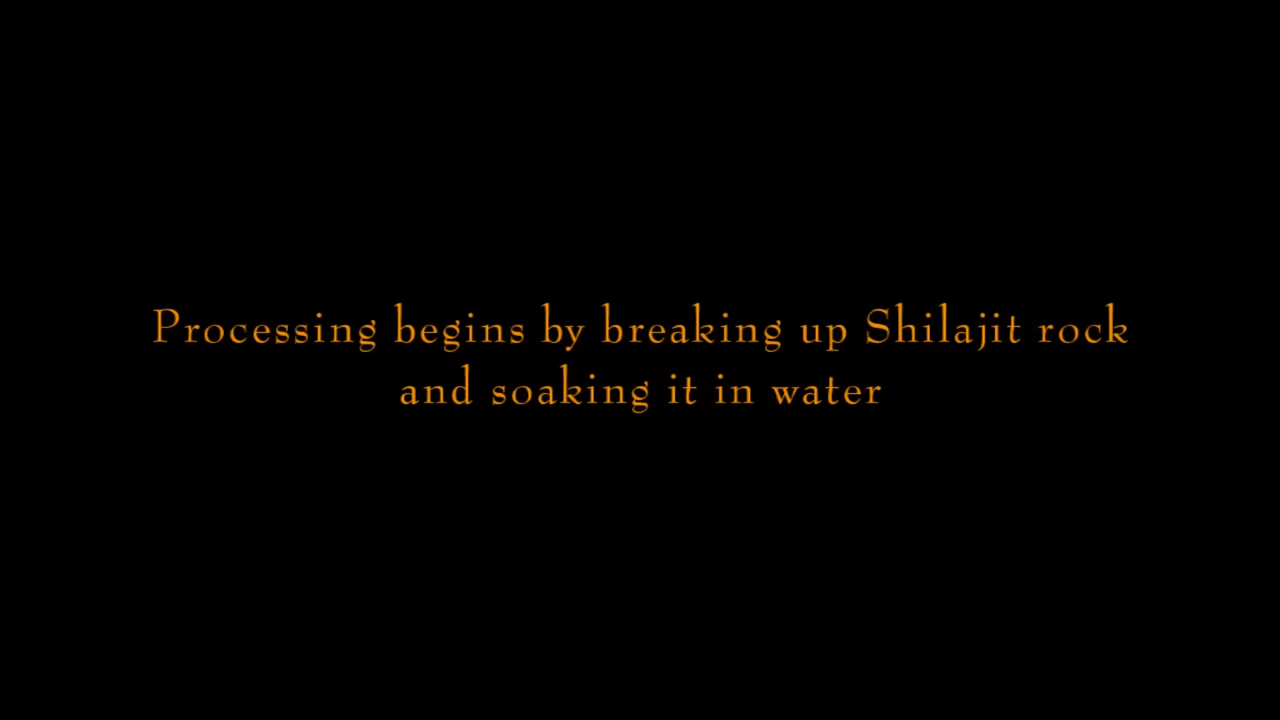 Processing begins by breaking up Shilajit rock
and soaking it in water